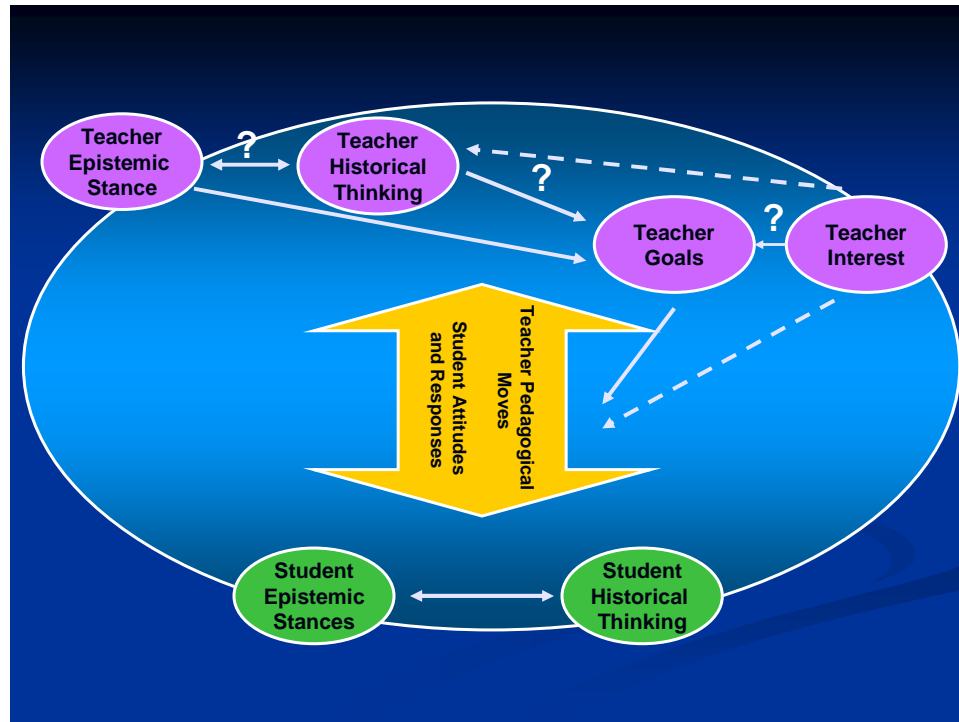 Teacher
Epistemic
Stance
?
Teacher
Historical
Thinking
?
Teacher
Goals
?
Teacher
Interest
Teacher Pedagogical
Moves
Student Attitudes
and Responses
Student
Epistemic
Stances
Student
Historical
Thinking